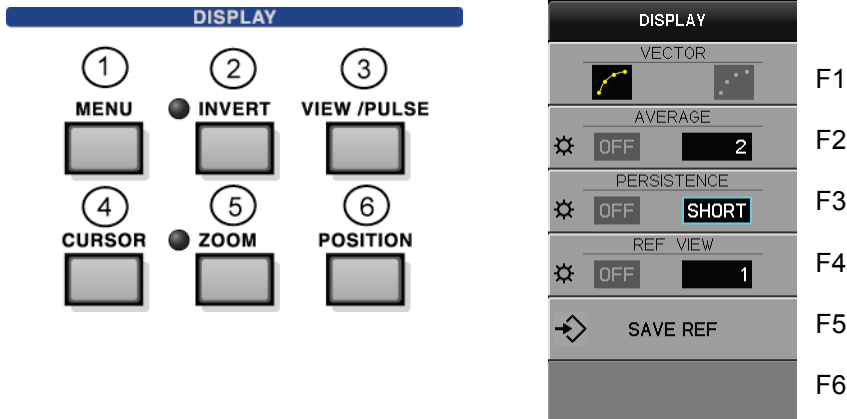 DISPLAY
1 2 3
MENU INVERT VIEW /PULSE
4 5 6
CURSOR ZOOM POSITION
DISPLAY
VECTOR
F1
AVERAGE
OFF 2 F2
PERSISTENCE
OFF SHORT F3
REF VIEW
OFF 1 F4
SAVE REF F5
F6